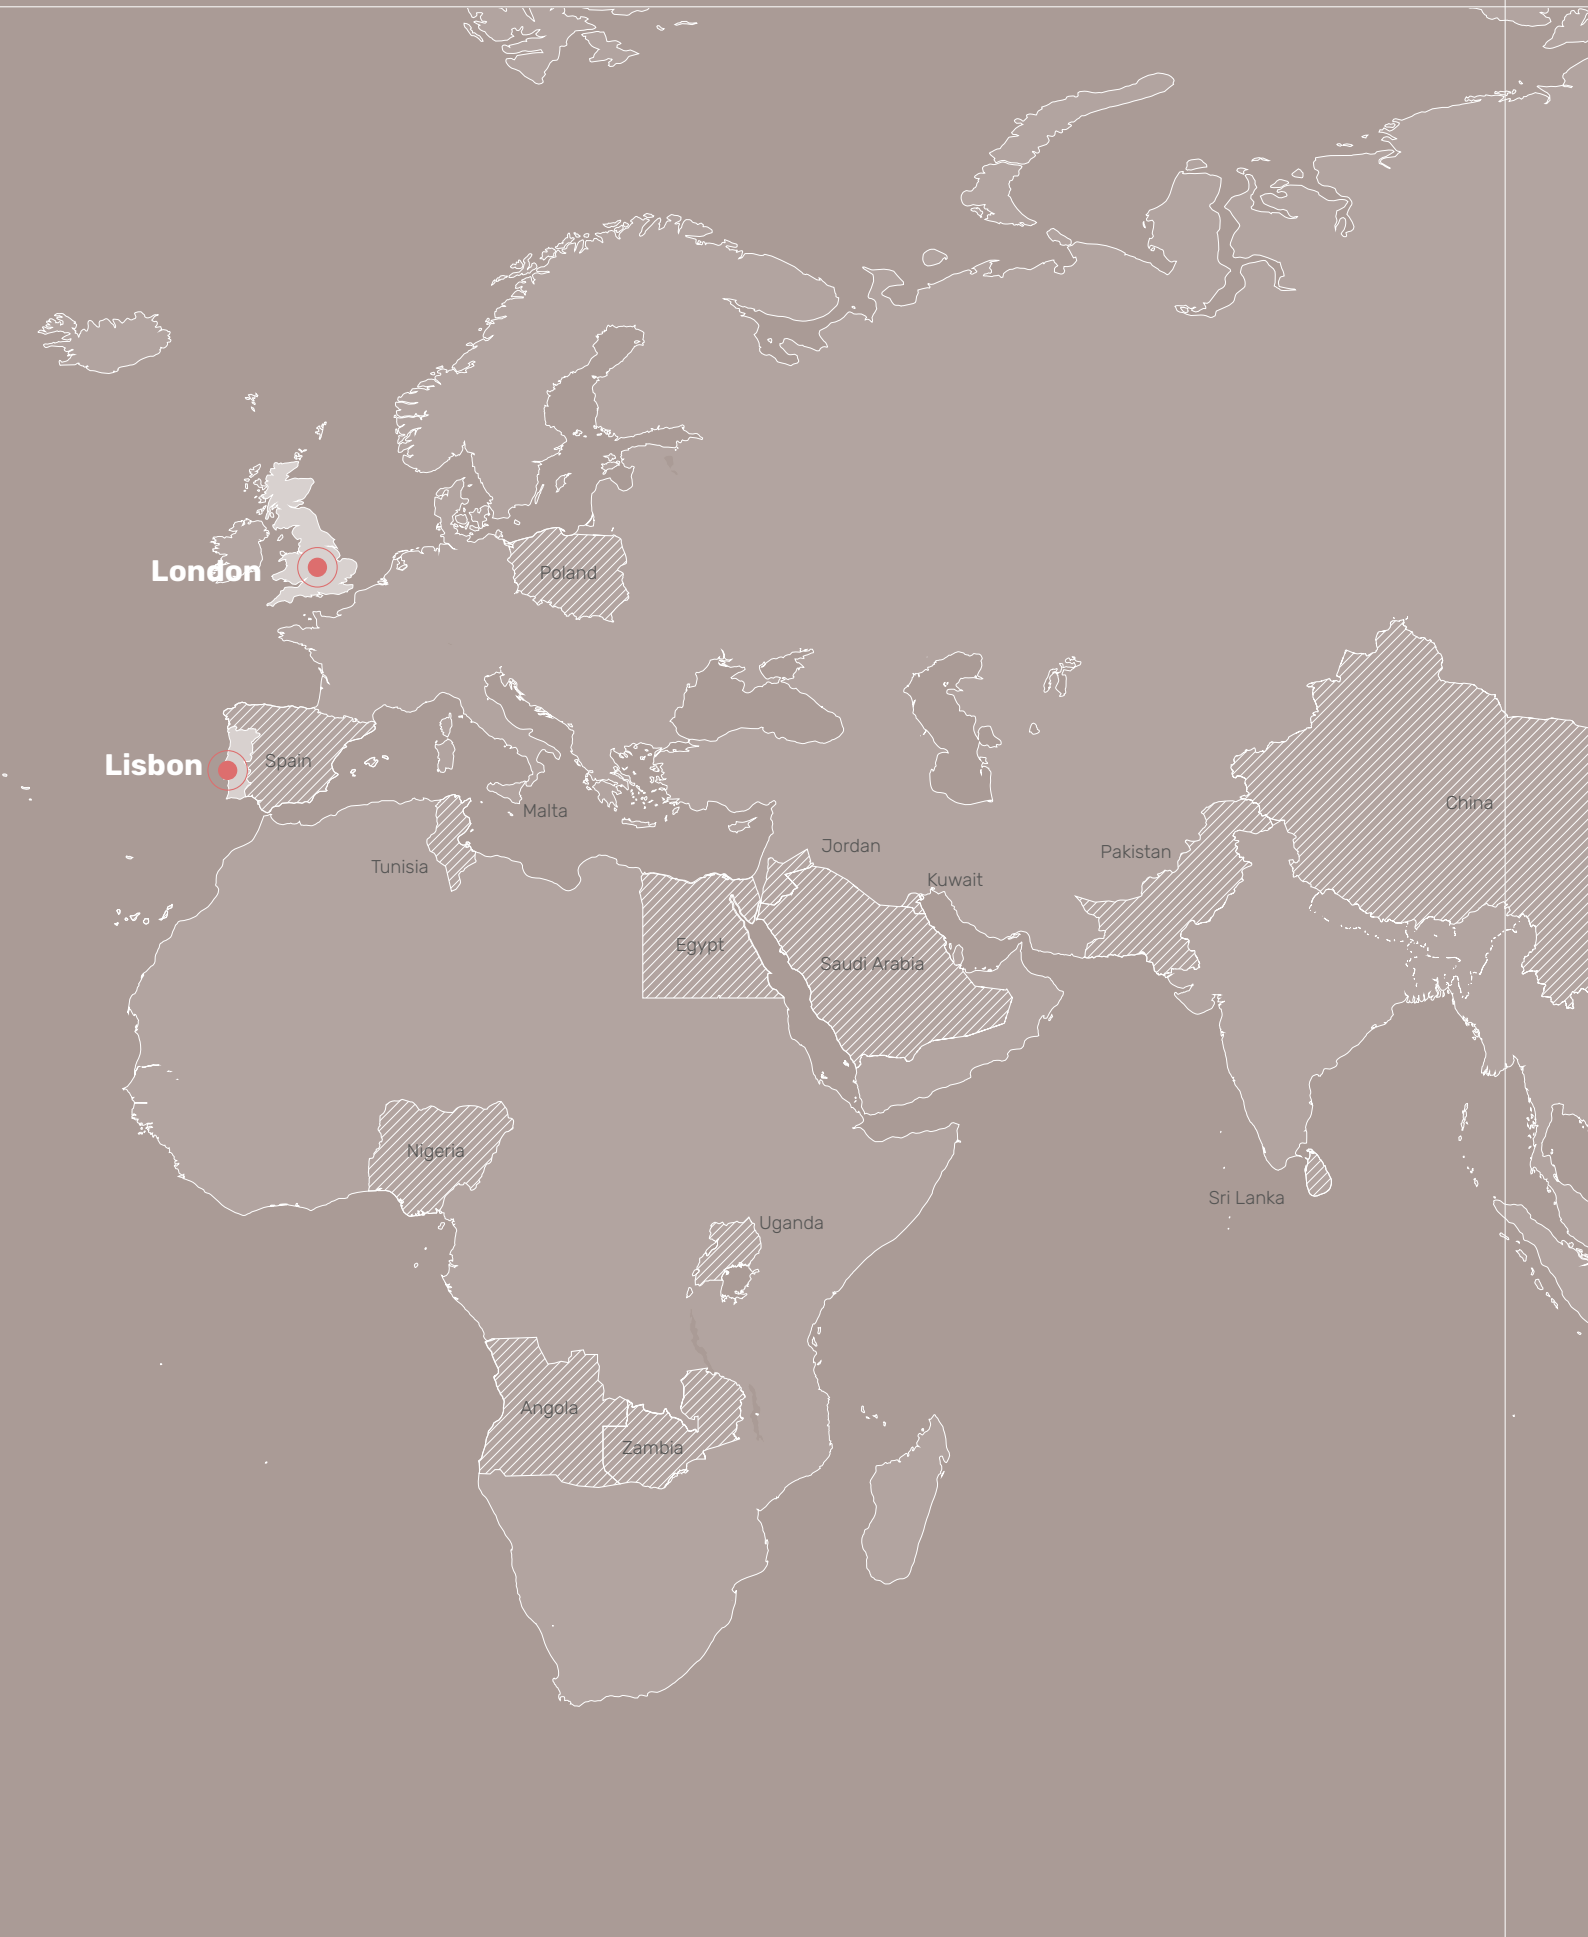 London
Poland
Lisbon
Spain
China
Malta
Jordan
Pakistan
Tunisia
Kuwait
Egypt
Saudi Arabia
Nigeria
Sri Lanka
Uganda
Angola
Zambia